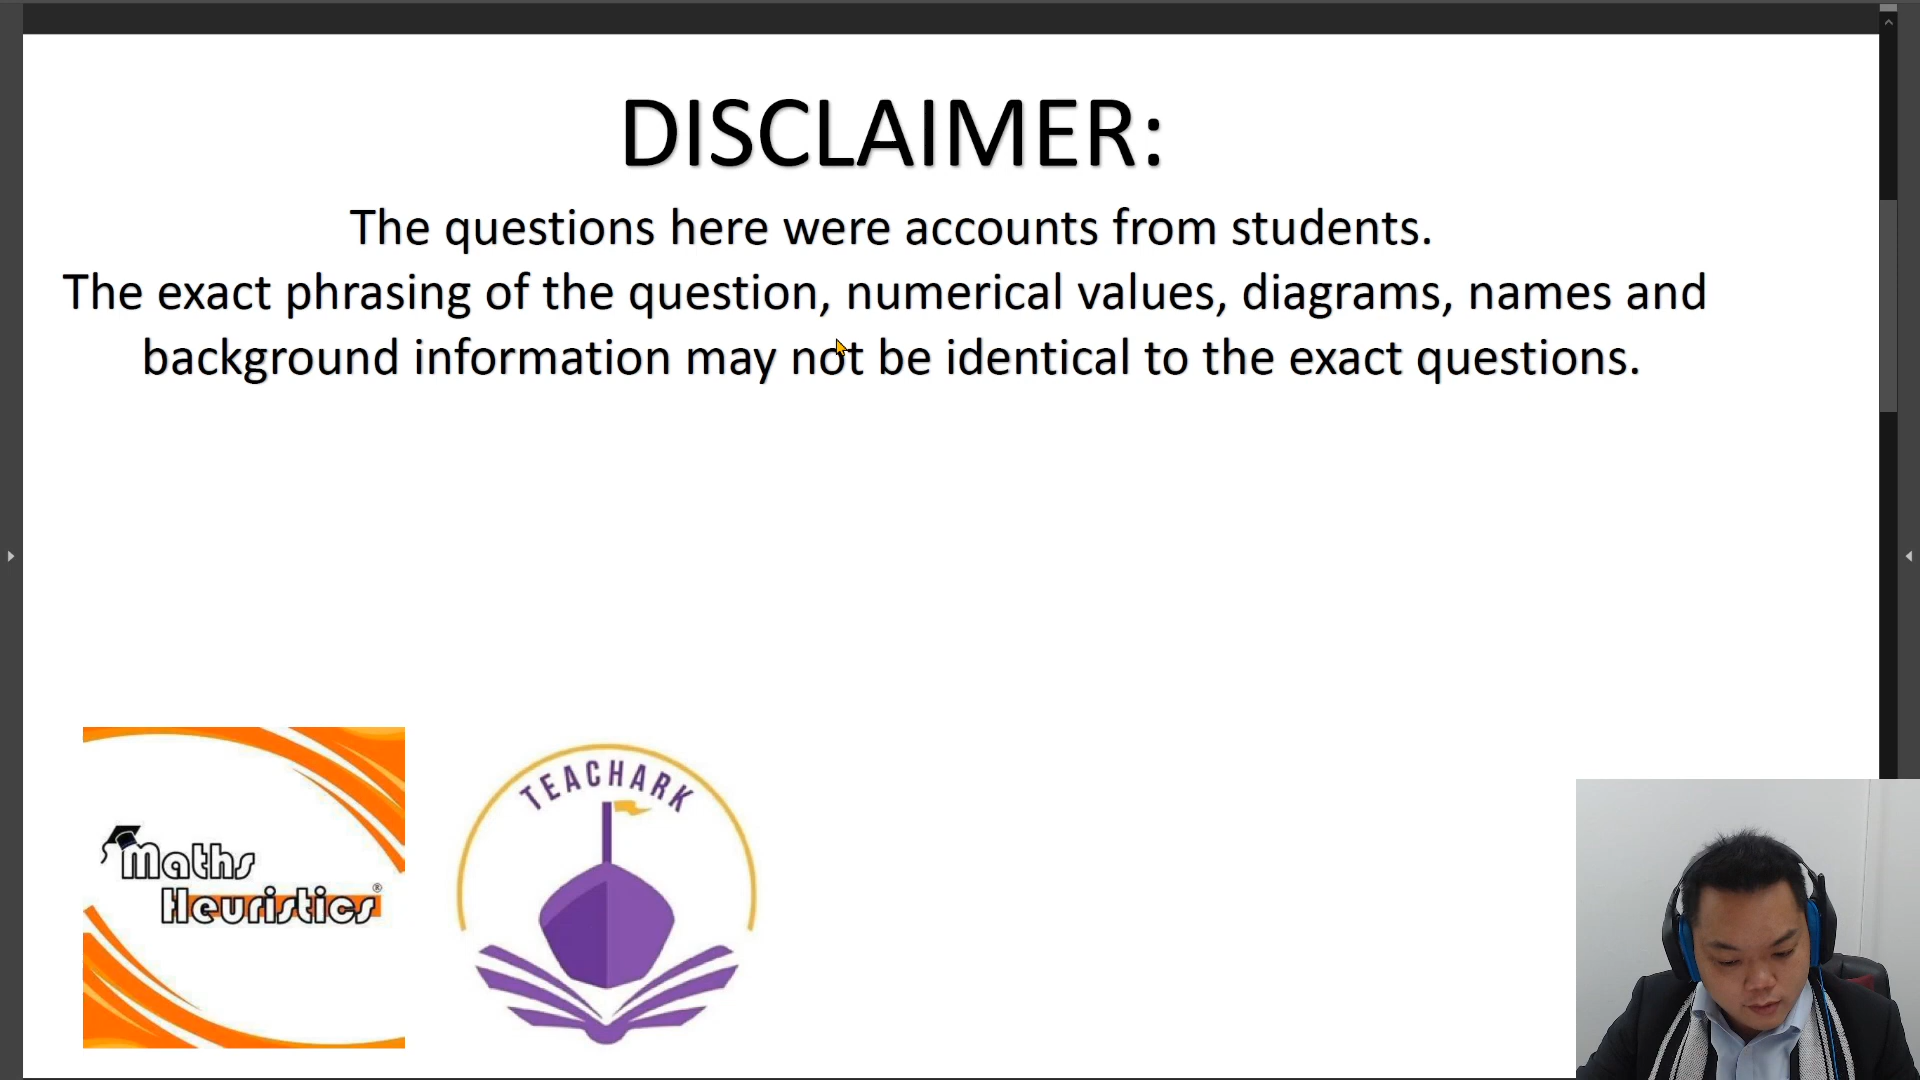 DISCLAIMER:
The questions here were accounts from students.
The exact phrasing of the question, numerical values, diagrams, names and
background information may not be identical to the exact questions.
Maths
Heuristics®
TEACHARK